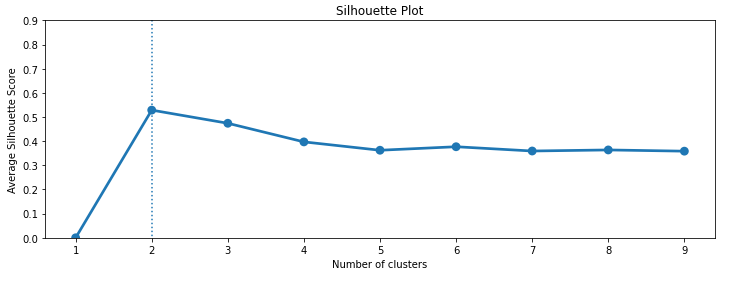 Silhouette Plot
Average Silhouette Score
0.9
0.8
0.7
0.6
0.5
0.4
0.3
0.2
0.1
0.0
1 2 3 4 5 6 7 8 9
Number of clusters